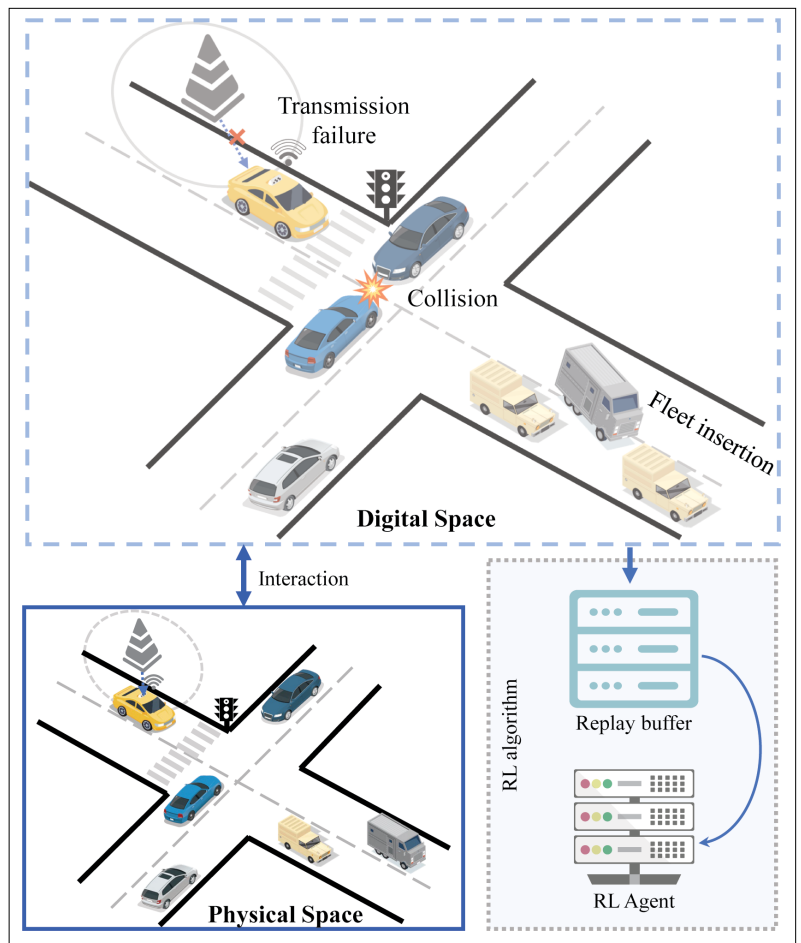 Transmission
failure
Collision
Fleet insertion
Digital Space
Interaction
RL algorithm
Replay buffer
RL Agent
Physical Space